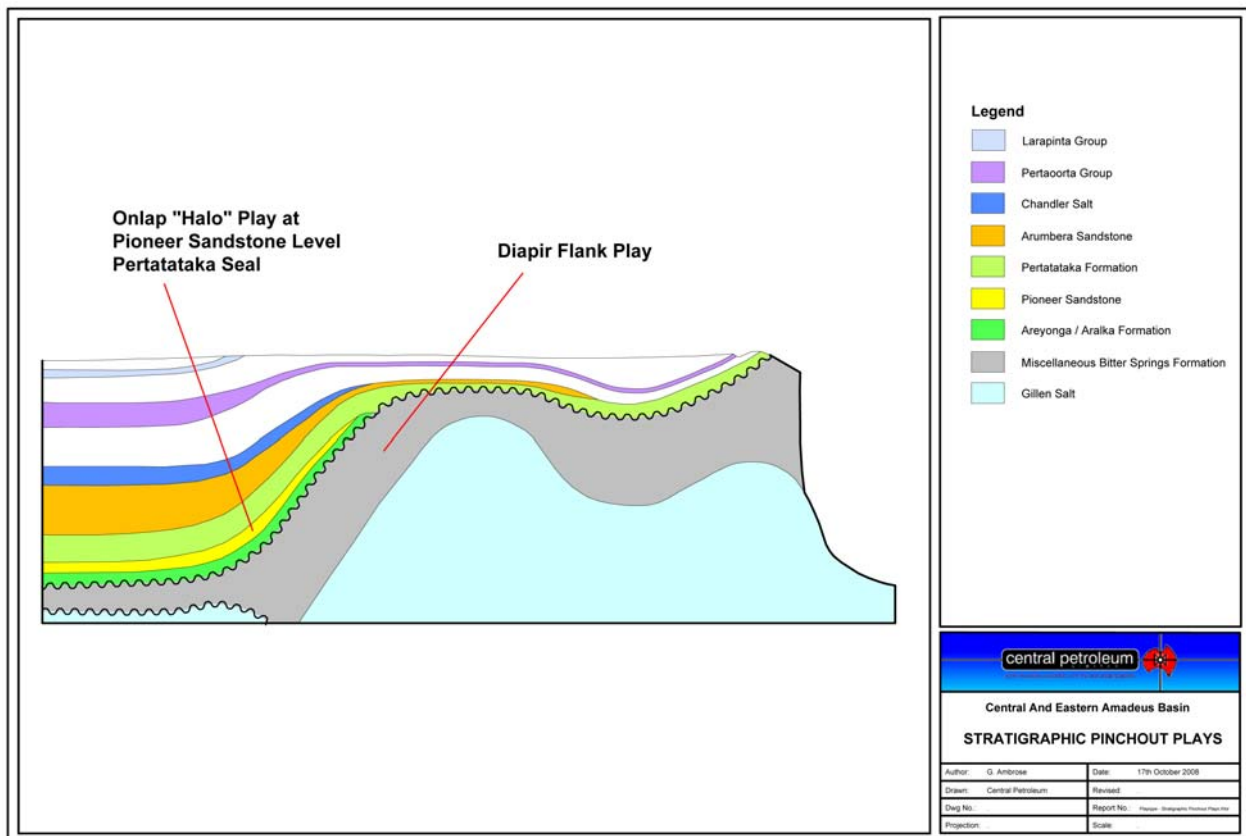 Onlap "Halo" Play at
Pioneer Sandstone Level
Pertatataka Seal
Diapir Flank Play
Legend
Larapinta Group
Pertaoorta Group
Chandler Salt
Arumbera Sandstone
Pertatataka Formation
Pioneer Sandstone
Areyonga / Aralka Formation
Miscellaneous Bitter Springs Formation
Gillen Salt
central petroleum
Central And Eastern Amadeus Basin
STRATIGRAPHIC PINCHOUT PLAYS
Author: G. Ambrose Date: 17th October 2008
Drawn: Central Petroleum Revised:
Dwg No.: Report No.: Stratigraphic Pinchout Plays
Projection: Scale: